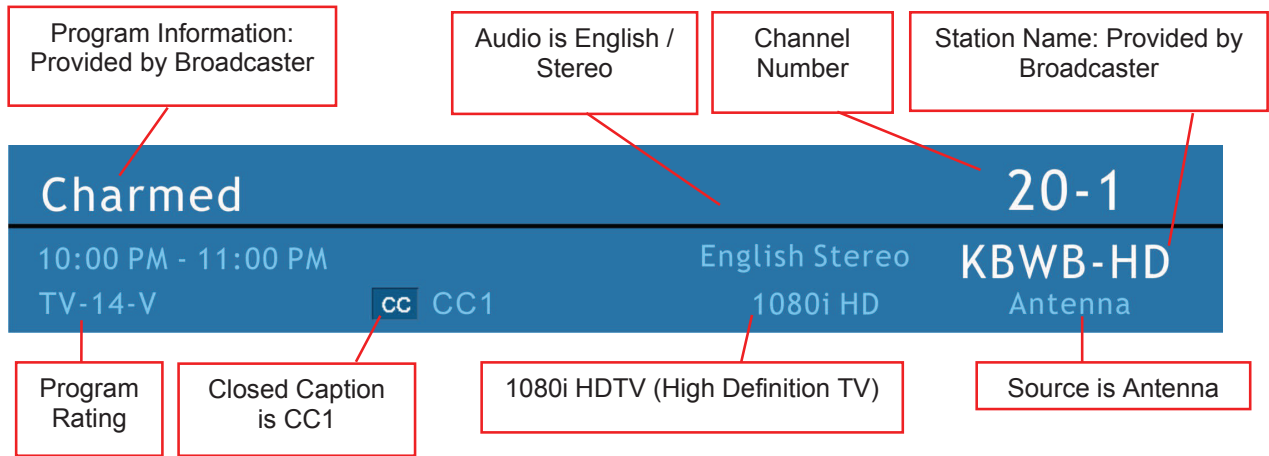 Program Information:
Provided by Broadcaster
Audio is English /
Stereo
Channel
Number
Station Name: Provided by
Broadcaster
Charmed
20-1
10:00 PM - 11:00 PM
English Stereo
KBWB-HD
TV-14-V
CC CC1
1080i HD
Antenna
Program
Rating
Closed Caption
is CC1
1080i HDTV (High Definition TV)
Source is Antenna